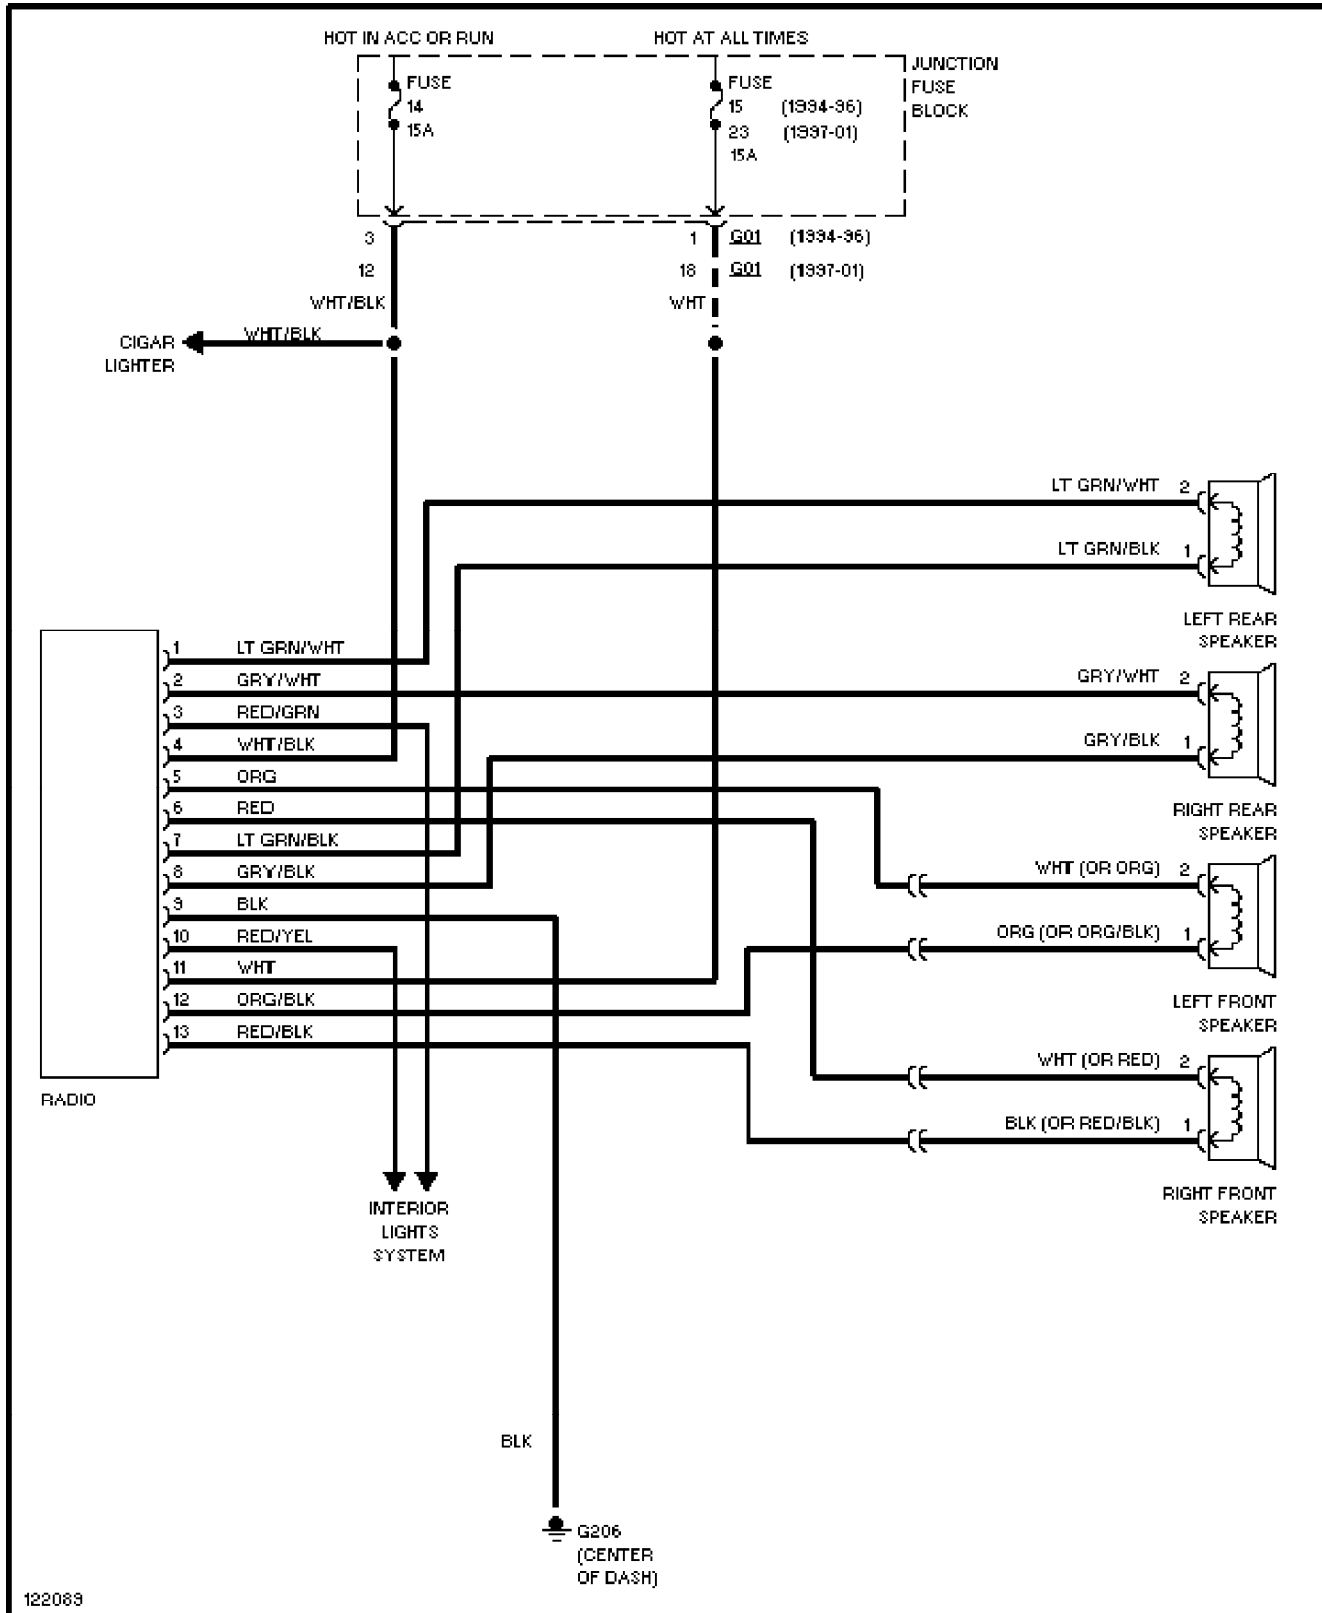 HOT IN ACC OR RUN
HOT AT ALL TIMES
JUNCTION
FUSE
BLOCK
FUSE
14
15A
FUSE
15 (1994-96)
23 (1997-01)
15A
3
12
WHT/BLK
1 G01 (1994-96)
18 G01 (1997-01)
WHT
CIGAR
LIGHTER
WHT/BLK
LT GRN/WHT 2
LT GRN/BLK 1
LEFT REAR
SPEAKER
GRY/WHT 2
GRY/BLK 1
RIGHT REAR
SPEAKER
WHT (OR ORG) 2
ORG (OR ORG/BLK) 1
LEFT FRONT
SPEAKER
WHT (OR RED) 2
BLK (OR RED/BLK) 1
RIGHT FRONT
SPEAKER
1 LT GRN/WHT
2 GRY/WHT
3 RED/GRN
4 WHT/BLK
5 ORG
6 RED
7 LT GRN/BLK
8 GRY/BLK
9 BLK
10 RED/YEL
11 WHT
12 ORG/BLK
13 RED/BLK
RADIO
INTERIOR
LIGHTS
SYSTEM
BLK
G206
(CENTER
OF DASH)
122089